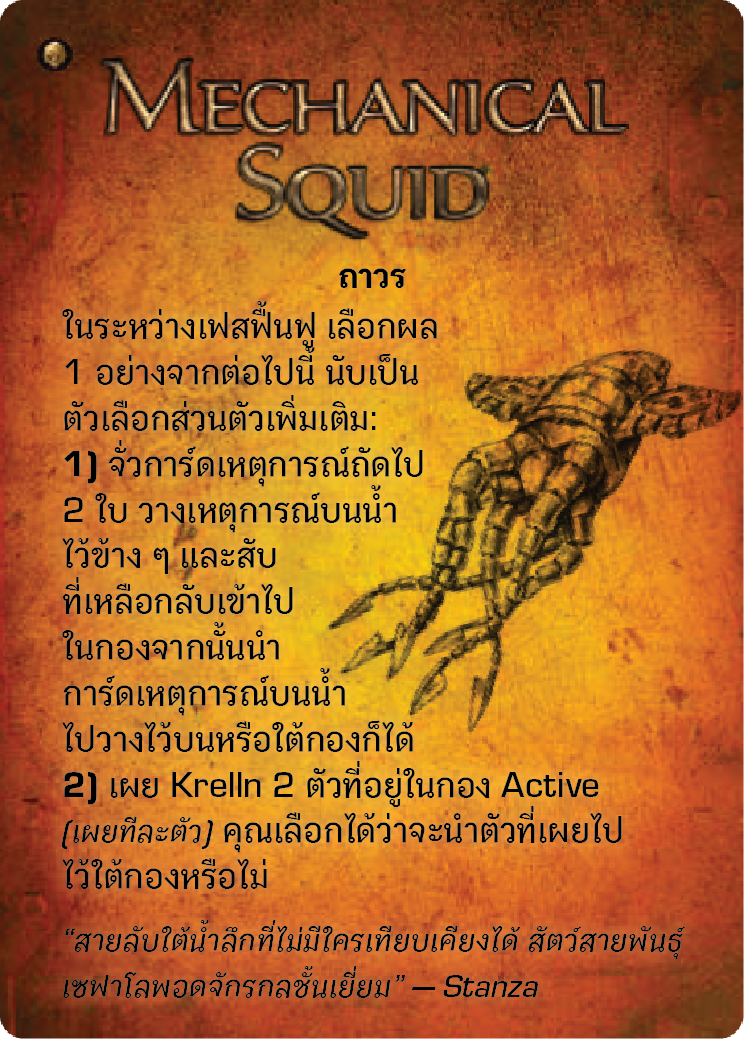 MECHANICAL
SQUID
ถาวร
ในระหว่างเฟสฟื้นฟู เลือกผล
1 อย่างจากต่อไปนี้ นับเป็น
ตัวเลือกส่วนตัวเพิ่มเติม:
1) จั่วการ์ดเหตุการณ์ถัดไป
2 ใบ วางเหตุการณ์บนน้ำ
ไว้ข้าง ๆ และสับ
ที่เหลือกลับเข้าไป
ในกองจากนั้นนำ
การ์ดเหตุการณ์บนน้ำ
ไปวางไว้บนหรือใต้กองก็ได้
2) เผย Krelln 2 ตัวที่อยู่ในกอง Active
(เผยทีละตัว) คุณเลือกได้ว่าจะนำตัวที่เผยไป
ไว้ใต้กองหรือไม่
“สายลับใต้น้ำลึกที่ไม่มีใครเทียบเคียงได้ สัตว์สายพันธุ์
เซฟาโลพอดจักรกลชั้นเยี่ยม” — Stanza